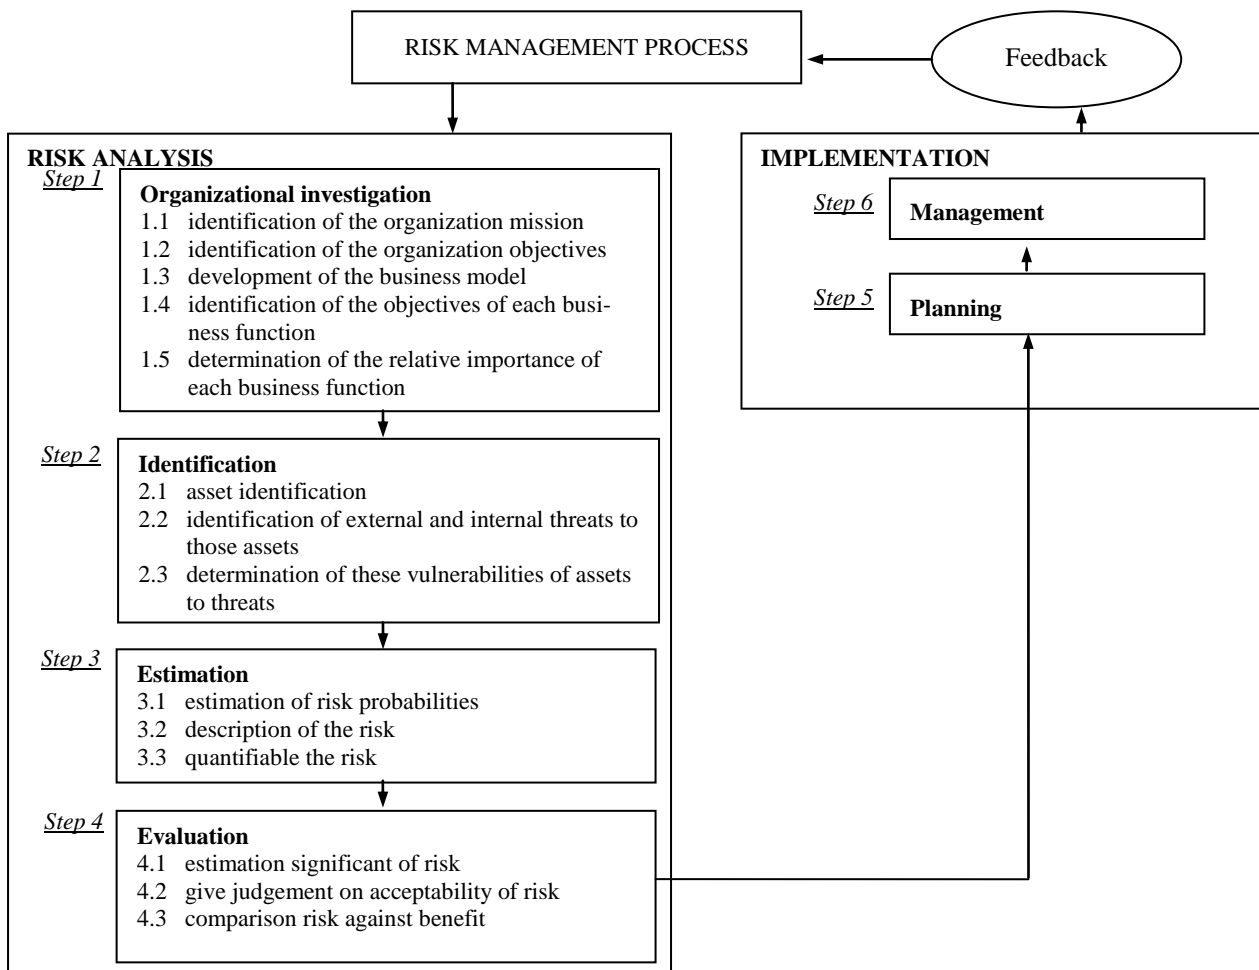 RISK MANAGEMENT PROCESS
Feedback
RISK ANALYSIS
Step 1
Organizational investigation
1.1 identification of the organization mission
1.2 identification of the organization objectives
1.3 development of the business model
1.4 identification of the objectives of each busi-
ness function
1.5 determination of the relative importance of
each business function
Step 2
Identification
2.1 asset identification
2.2 identification of external and internal threats to
those assets
2.3 determination of these vulnerabilities of assets
to threats
Step 3
Estimation
3.1 estimation of risk probabilities
3.2 description of the risk
3.3 quantifiable the risk
Step 4
Evaluation
4.1 estimation significant of risk
4.2 give judgement on acceptability of risk
4.3 comparison risk against benefit
IMPLEMENTATION
Step 6
Management
Step 5
Planning